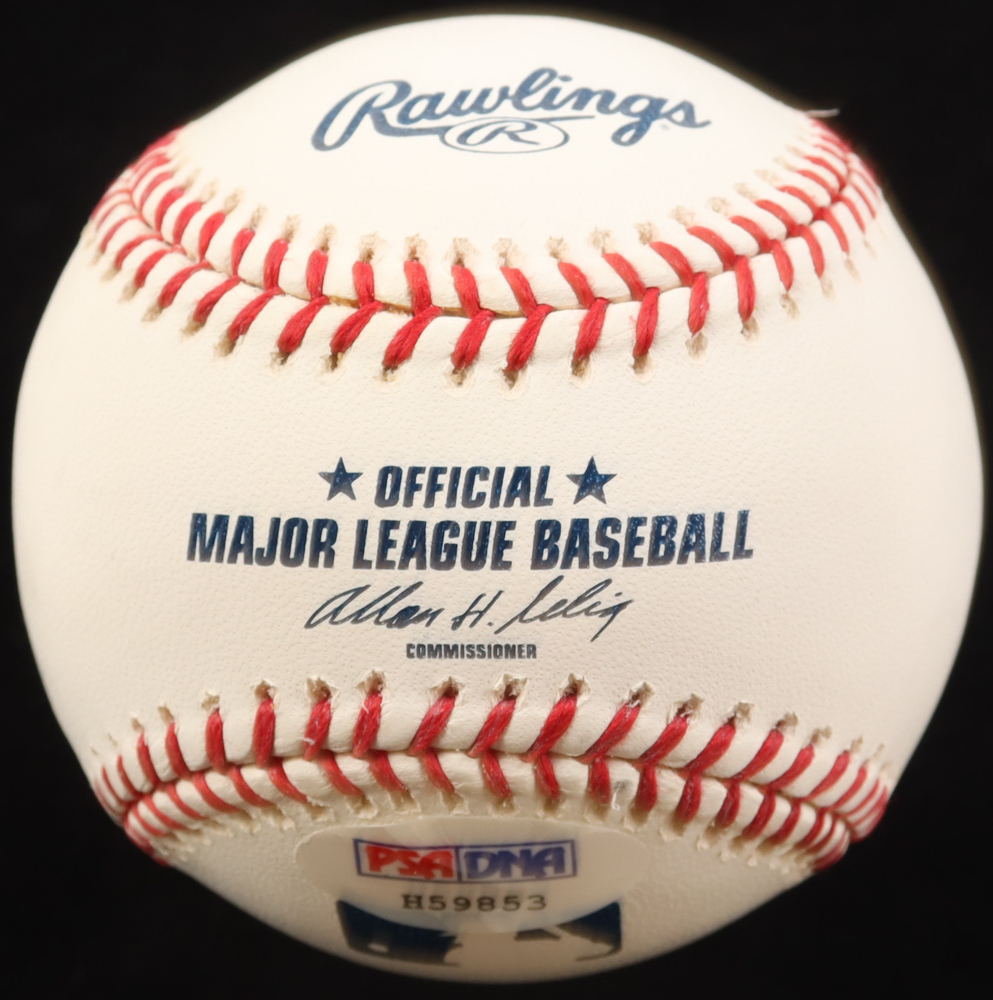 Rawlings
R
★ OFFICIAL ★
MAJOR LEAGUE BASEBALL
Allan H. Selig
COMMISSIONER
PSA DNA
H59853